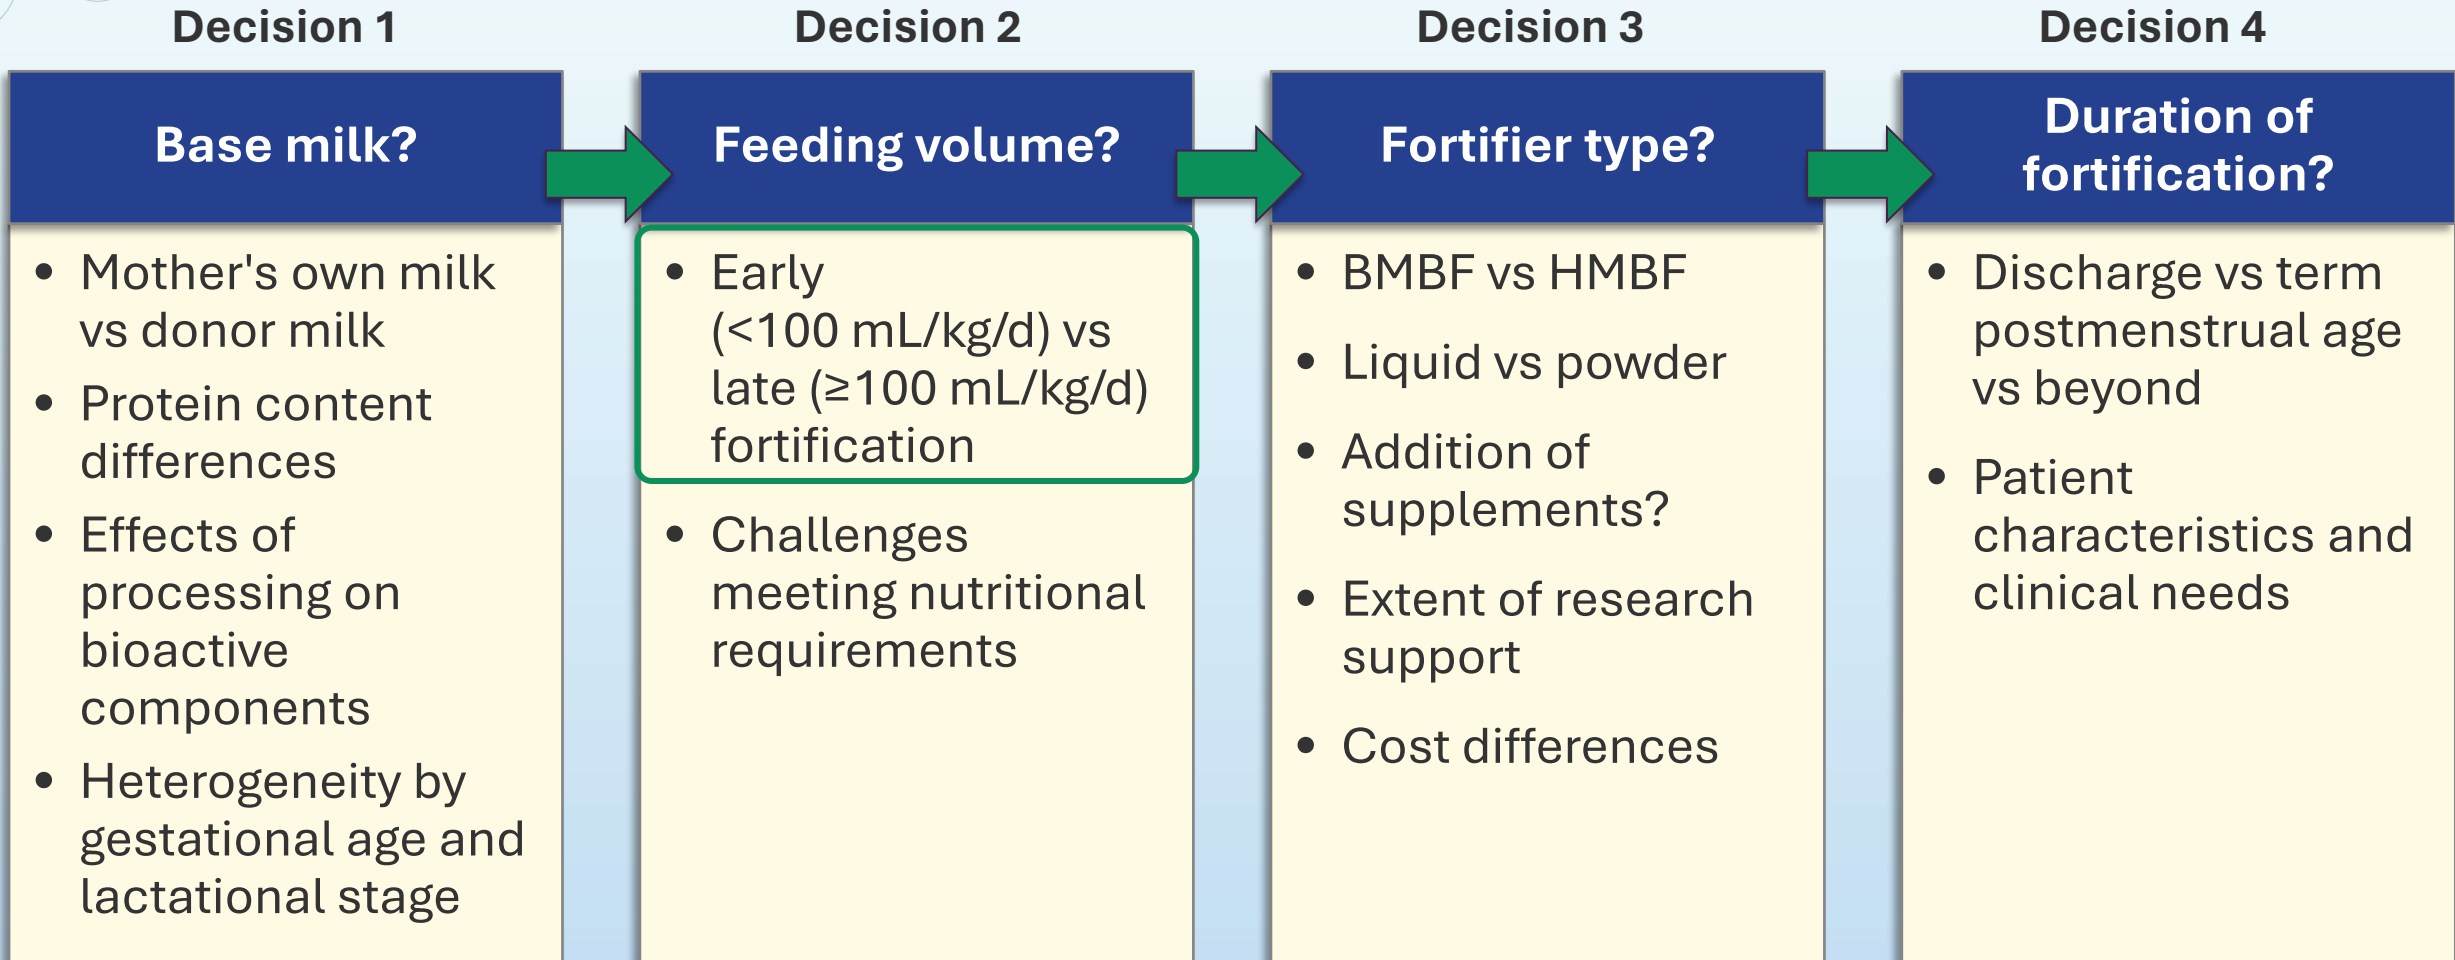 Decision 1
Base milk?
• Mother's own milk
vs donor milk
• Protein content
differences
• Effects of
processing on
bioactive
components
• Heterogeneity by
gestational age and
lactational stage
Decision 2
Feeding volume?
• Early
(<100 mL/kg/d) vs
late (≥100 mL/kg/d)
fortification
• Challenges
meeting nutritional
requirements
Decision 3
Fortifier type?
• BMBF vs HMBF
• Liquid vs powder
• Addition of
supplements?
• Extent of research
support
• Cost differences
Decision 4
Duration of
fortification?
• Discharge vs term
postmenstrual age
vs beyond
• Patient
characteristics and
clinical needs